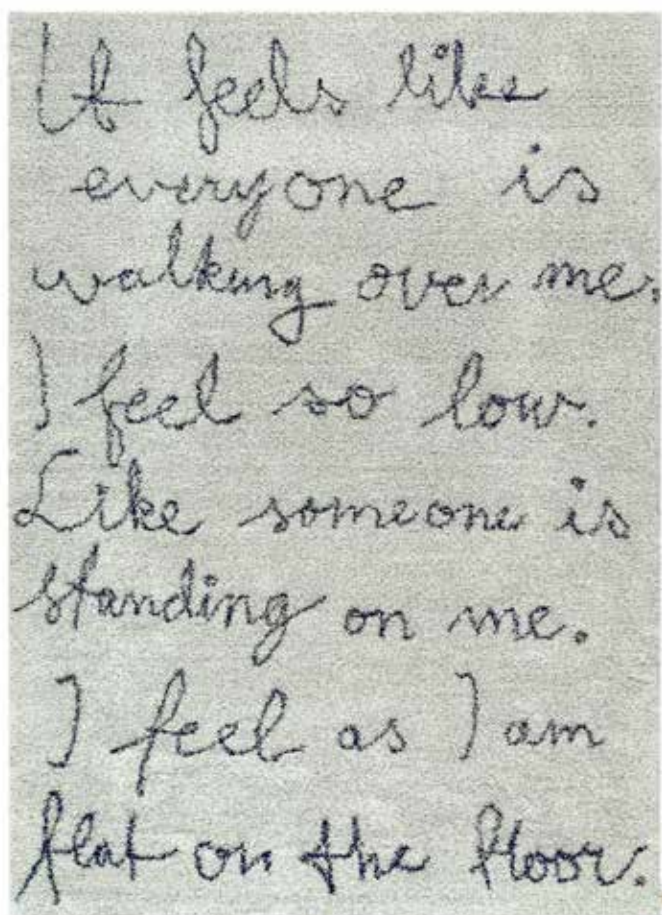 It feels like
everyone is
walking over me.
I feel so low.
Like someone is
standing on me.
I feel as I am
flat on the floor.